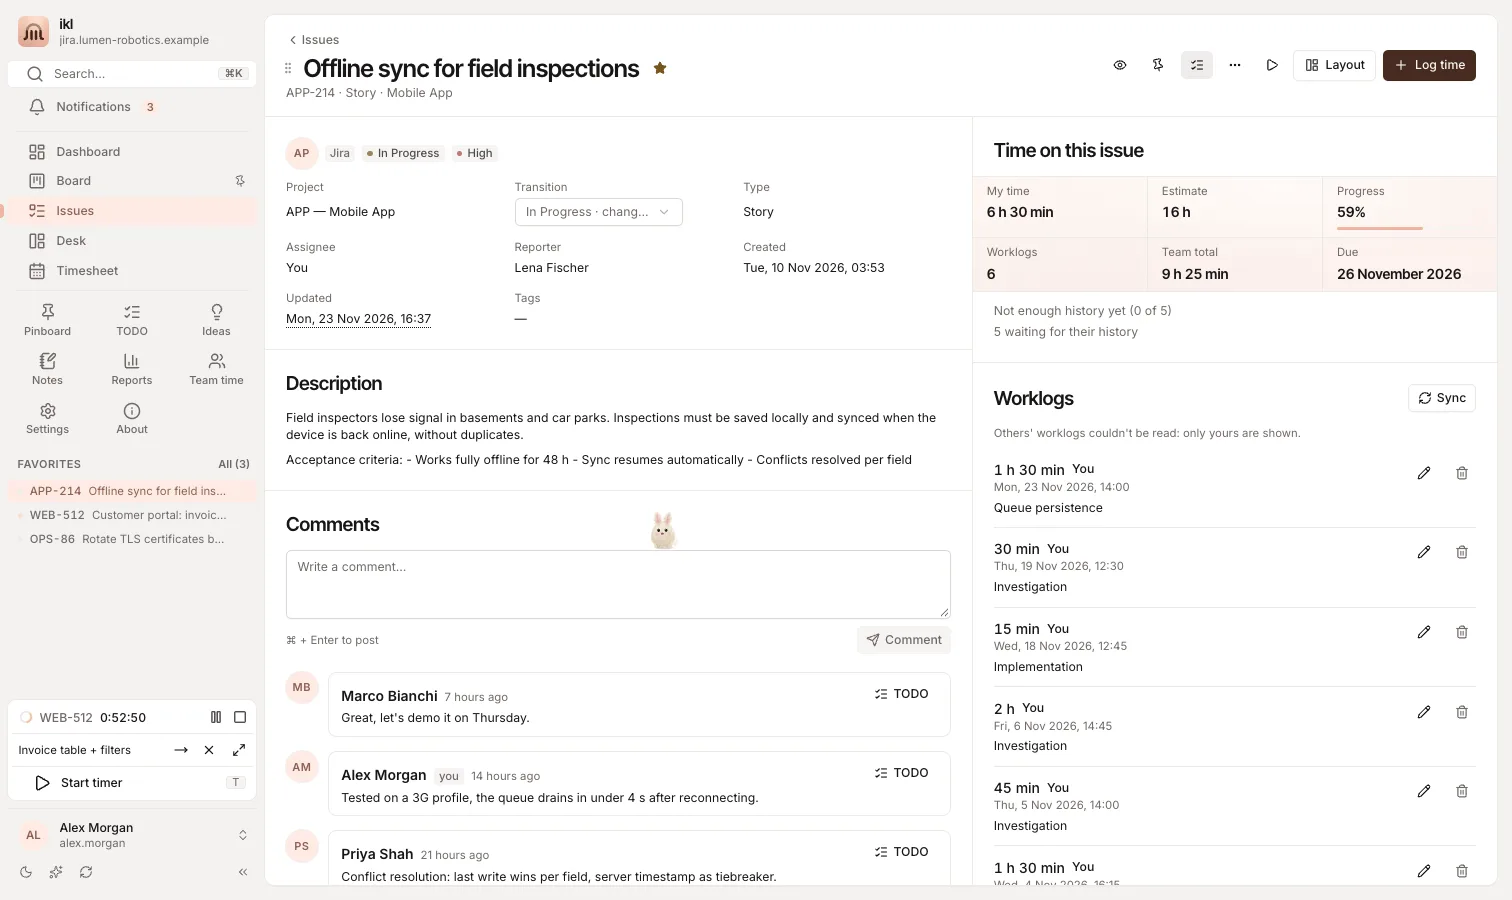 ikl
jira.lumen-robotics.example
Search...
⌘K
Notifications 3
Dashboard
Board
Issues
Desk
Timesheet
Pinboard
TODO
Ideas
Notes
Reports
Team time
Settings
About
FAVORITES
All (3)
APP-214 Offline sync for field ins...
WEB-512 Customer portal: invoic...
OPS-86 Rotate TLS certificates b...
WEB-512 0:52:50
Invoice table + filters
Start timer
T
AL
Alex Morgan
alex.morgan
Issues
Offline sync for field inspections
APP-214 · Story · Mobile App
Layout
Log time
AP
Jira
In Progress
High
Project
APP — Mobile App
Transition
In Progress · chang...
Type
Story
Assignee
You
Reporter
Lena Fischer
Created
Tue, 10 Nov 2026, 03:53
Updated
Mon, 23 Nov 2026, 16:37
Tags
—
Description
Field inspectors lose signal in basements and car parks. Inspections must be saved locally and synced when the
device is back online, without duplicates.
Acceptance criteria: - Works fully offline for 48 h - Sync resumes automatically - Conflicts resolved per field
Comments
Write a comment...
⌘ + Enter to post
Comment
MB
Marco Bianchi 7 hours ago
TODO
Great, let's demo it on Thursday.
AM
Alex Morgan you 14 hours ago
TODO
Tested on a 3G profile, the queue drains in under 4 s after reconnecting.
PS
Priya Shah 21 hours ago
TODO
Conflict resolution: last write wins per field, server timestamp as tiebreaker.
Time on this issue
My time
6 h 30 min
Estimate
16 h
Progress
59%
Worklogs
6
Team total
9 h 25 min
Due
26 November 2026
Not enough history yet (0 of 5)
5 waiting for their history
Worklogs
Sync
Others' worklogs couldn't be read: only yours are shown.
1 h 30 min You
Mon, 23 Nov 2026, 14:00
Queue persistence
30 min You
Thu, 19 Nov 2026, 12:30
Investigation
15 min You
Wed, 18 Nov 2026, 12:45
Implementation
2 h You
Fri, 6 Nov 2026, 14:45
Investigation
45 min You
Thu, 5 Nov 2026, 14:00
Investigation
1 h 30 min You
Wed, 4 Nov 2026, 16:15